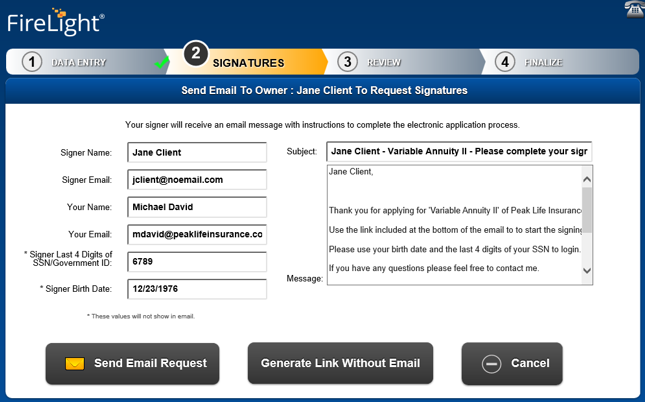 FireLight®
1 DATA ENTRY
2 SIGNATURES
3 REVIEW
4 FINALIZE
Send Email To Owner : Jane Client To Request Signatures
Your signer will receive an email message with instructions to complete the electronic application process.
Signer Name: Jane Client
Signer Email: jclient@noemail.com
Your Name: Michael David
Your Email: mdavid@peaklifeinsurance.co
* Signer Last 4 Digits of
SSN/Government ID: 6789
* Signer Birth Date: 12/23/1976
* These values will not show in email.
Subject: Jane Client - Variable Annuity II - Please complete your sign
Message:
Jane Client,
Thank you for applying for 'Variable Annuity II' of Peak Life Insurance
Use the link included at the bottom of the email to to start the signing
Please use your birth date and the last 4 digits of your SSN to login.
If you have any questions please feel free to contact me.
Send Email Request
Generate Link Without Email
Cancel